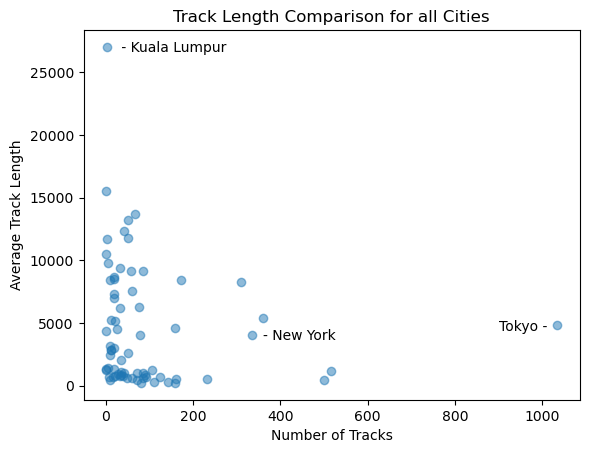 Track Length Comparison for all Cities
- Kuala Lumpur
25000
20000
15000
10000
5000
0
Average Track Length
- New York
Tokyo -
0
200
400
600
800
1000
Number of Tracks